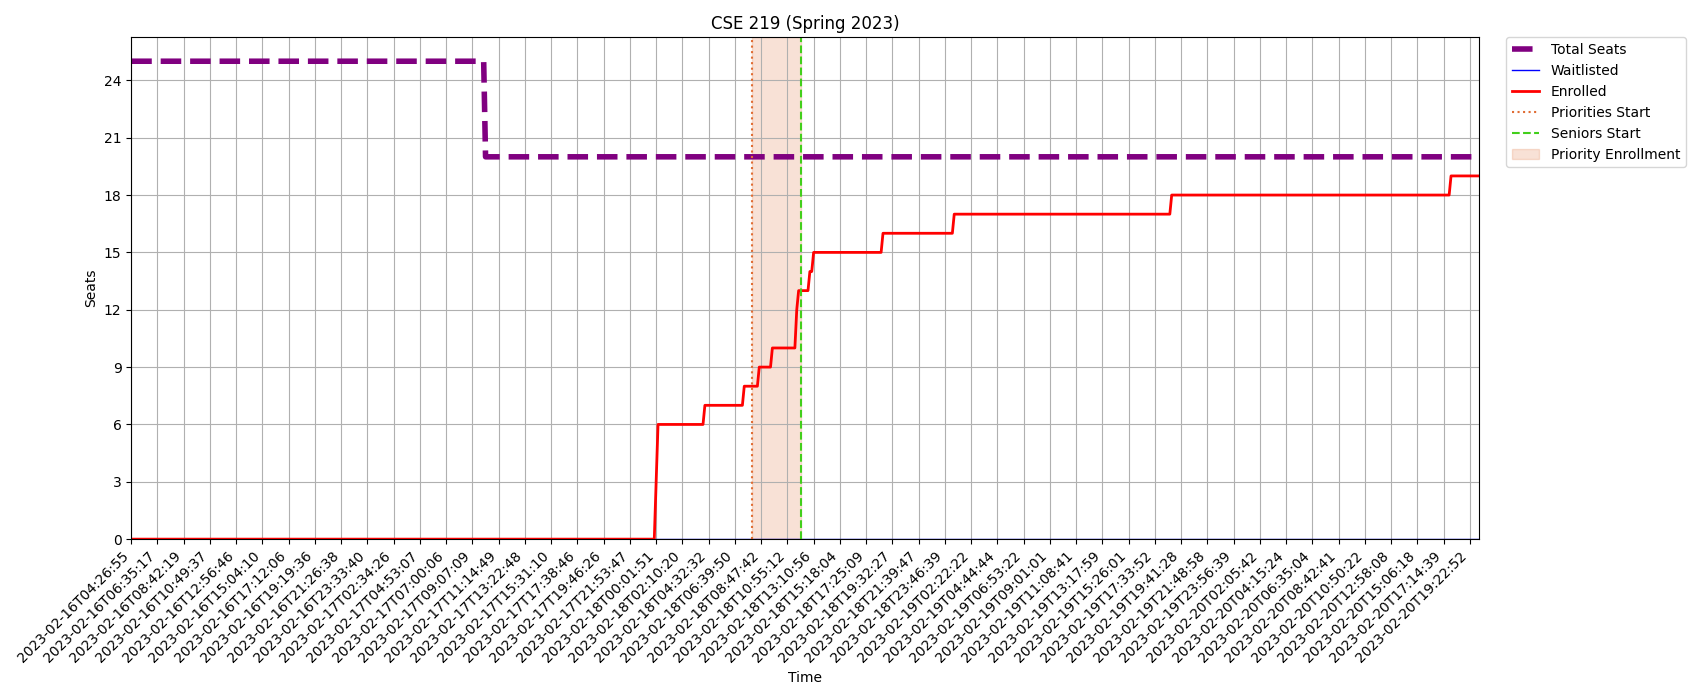 CSE 219 (Spring 2023)
Total Seats
Waitlisted
Enrolled
Priorities Start
Seniors Start
Priority Enrollment
Seats
24
21
18
15
12
9
6
3
0
2023-02-16T04:26:55
2023-02-16T06:35:17
2023-02-16T08:42:19
2023-02-16T10:49:37
2023-02-16T12:56:46
2023-02-16T15:04:10
2023-02-16T17:12:06
2023-02-16T19:19:36
2023-02-16T21:26:38
2023-02-16T23:33:40
2023-02-17T02:34:26
2023-02-17T04:53:07
2023-02-17T07:00:06
2023-02-17T09:07:09
2023-02-17T11:14:49
2023-02-17T13:22:48
2023-02-17T15:31:10
2023-02-17T17:38:46
2023-02-17T19:46:26
2023-02-17T21:53:47
2023-02-18T00:01:51
2023-02-18T02:10:20
2023-02-18T04:32:32
2023-02-18T06:39:50
2023-02-18T08:47:42
2023-02-18T10:55:12
2023-02-18T13:10:56
2023-02-18T15:18:04
2023-02-18T17:25:09
2023-02-18T19:32:27
2023-02-18T21:39:47
2023-02-18T23:46:39
2023-02-19T02:22:22
2023-02-19T04:44:44
2023-02-19T06:53:22
2023-02-19T09:01:01
2023-02-19T11:08:41
2023-02-19T13:17:59
2023-02-19T15:26:01
2023-02-19T17:33:52
2023-02-19T19:41:28
2023-02-19T21:48:58
2023-02-19T23:56:39
2023-02-20T02:05:42
2023-02-20T04:15:24
2023-02-20T06:35:04
2023-02-20T08:42:41
2023-02-20T10:50:22
2023-02-20T12:58:08
2023-02-20T15:06:18
2023-02-20T17:14:39
2023-02-20T19:22:52
Time